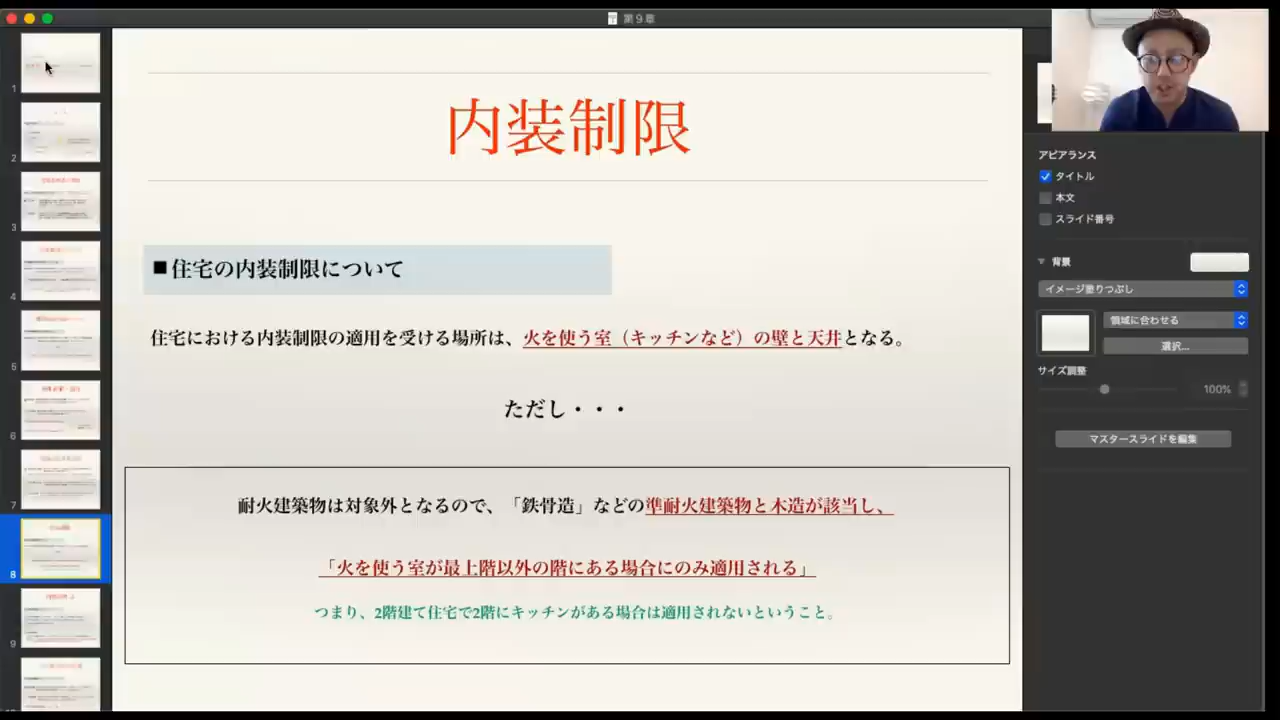 第9章
1
2
3
4
5
6
7
8
9
内装制限
■住宅の内装制限について
住宅における内装制限の適用を受ける場所は、火を使う室（キッチンなど）の壁と天井となる。
ただし・・・
耐火建築物は対象外となるので、「鉄骨造」などの準耐火建築物と木造が該当し、
「火を使う室が最上階以外の階にある場合にのみ適用される」
つまり、2階建て住宅で2階にキッチンがある場合は適用されないということ。
アピアランス
タイトル
本文
スライド番号
背景
イメージ塗りつぶし
領域に合わせる
選択...
サイズ調整
100%
マスタースライドを編集